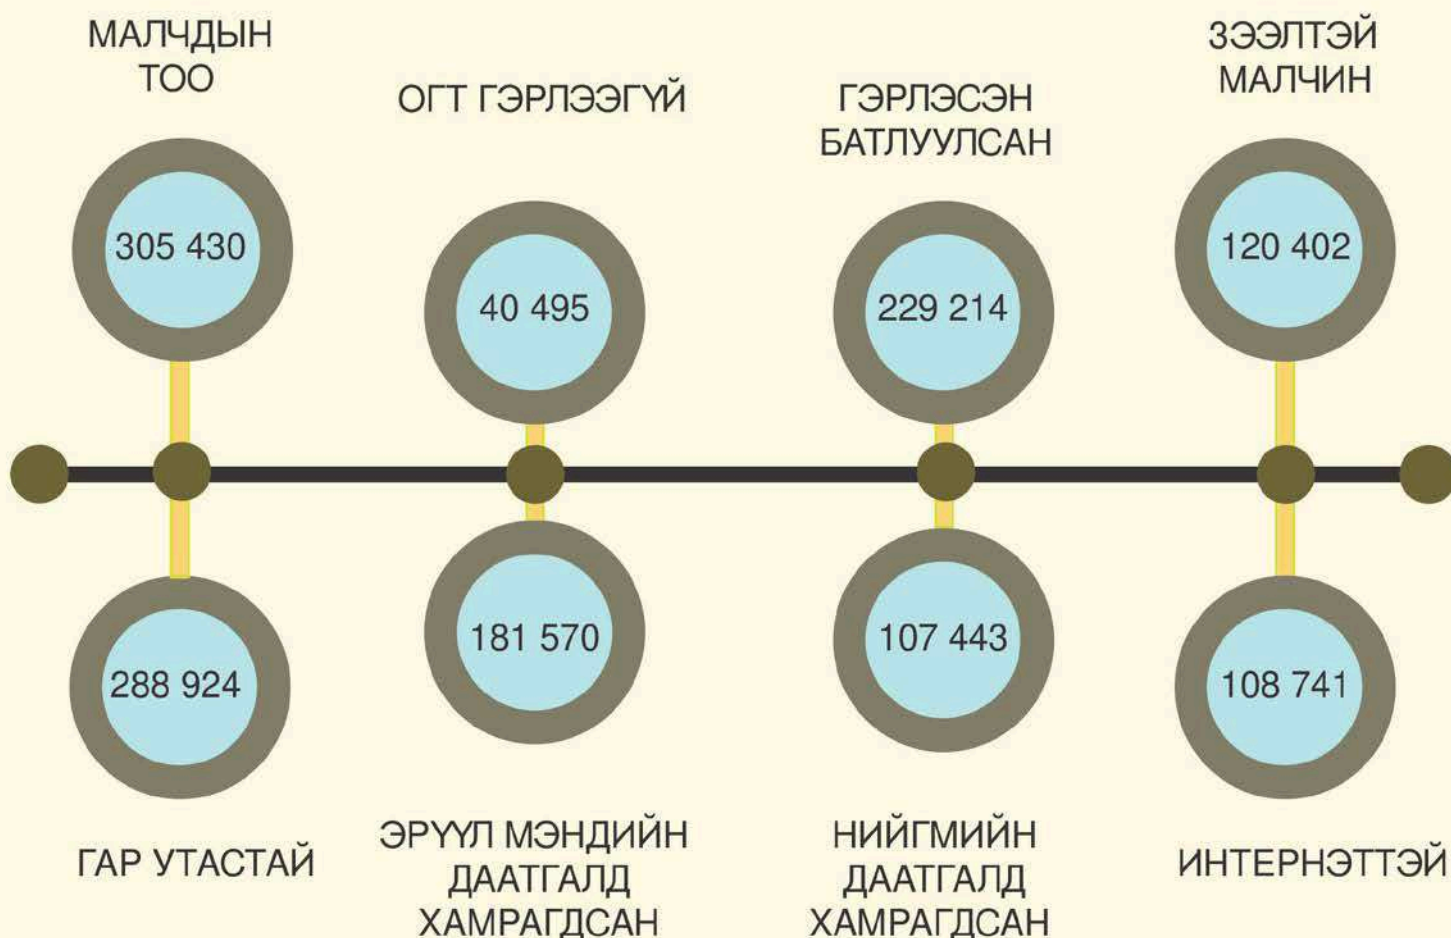 МАЛЧДЫН
ТОО
305 430
ОГТ ГЭРЛЭЭГҮЙ
40 495
ГЭРЛЭСЭН
БАТЛУУЛСАН
229 214
ЗЭЭЛТЭЙ
МАЛЧИН
120 402
288 924
ГАР УТАСТАЙ
181 570
ЭРҮҮЛ МЭНДИЙН
ДААТГАЛД
ХАМРАГДСАН
107 443
НИЙГМИЙН
ДААТГАЛД
ХАМРАГДСАН
108 741
ИНТЕРНЭТТЭЙ